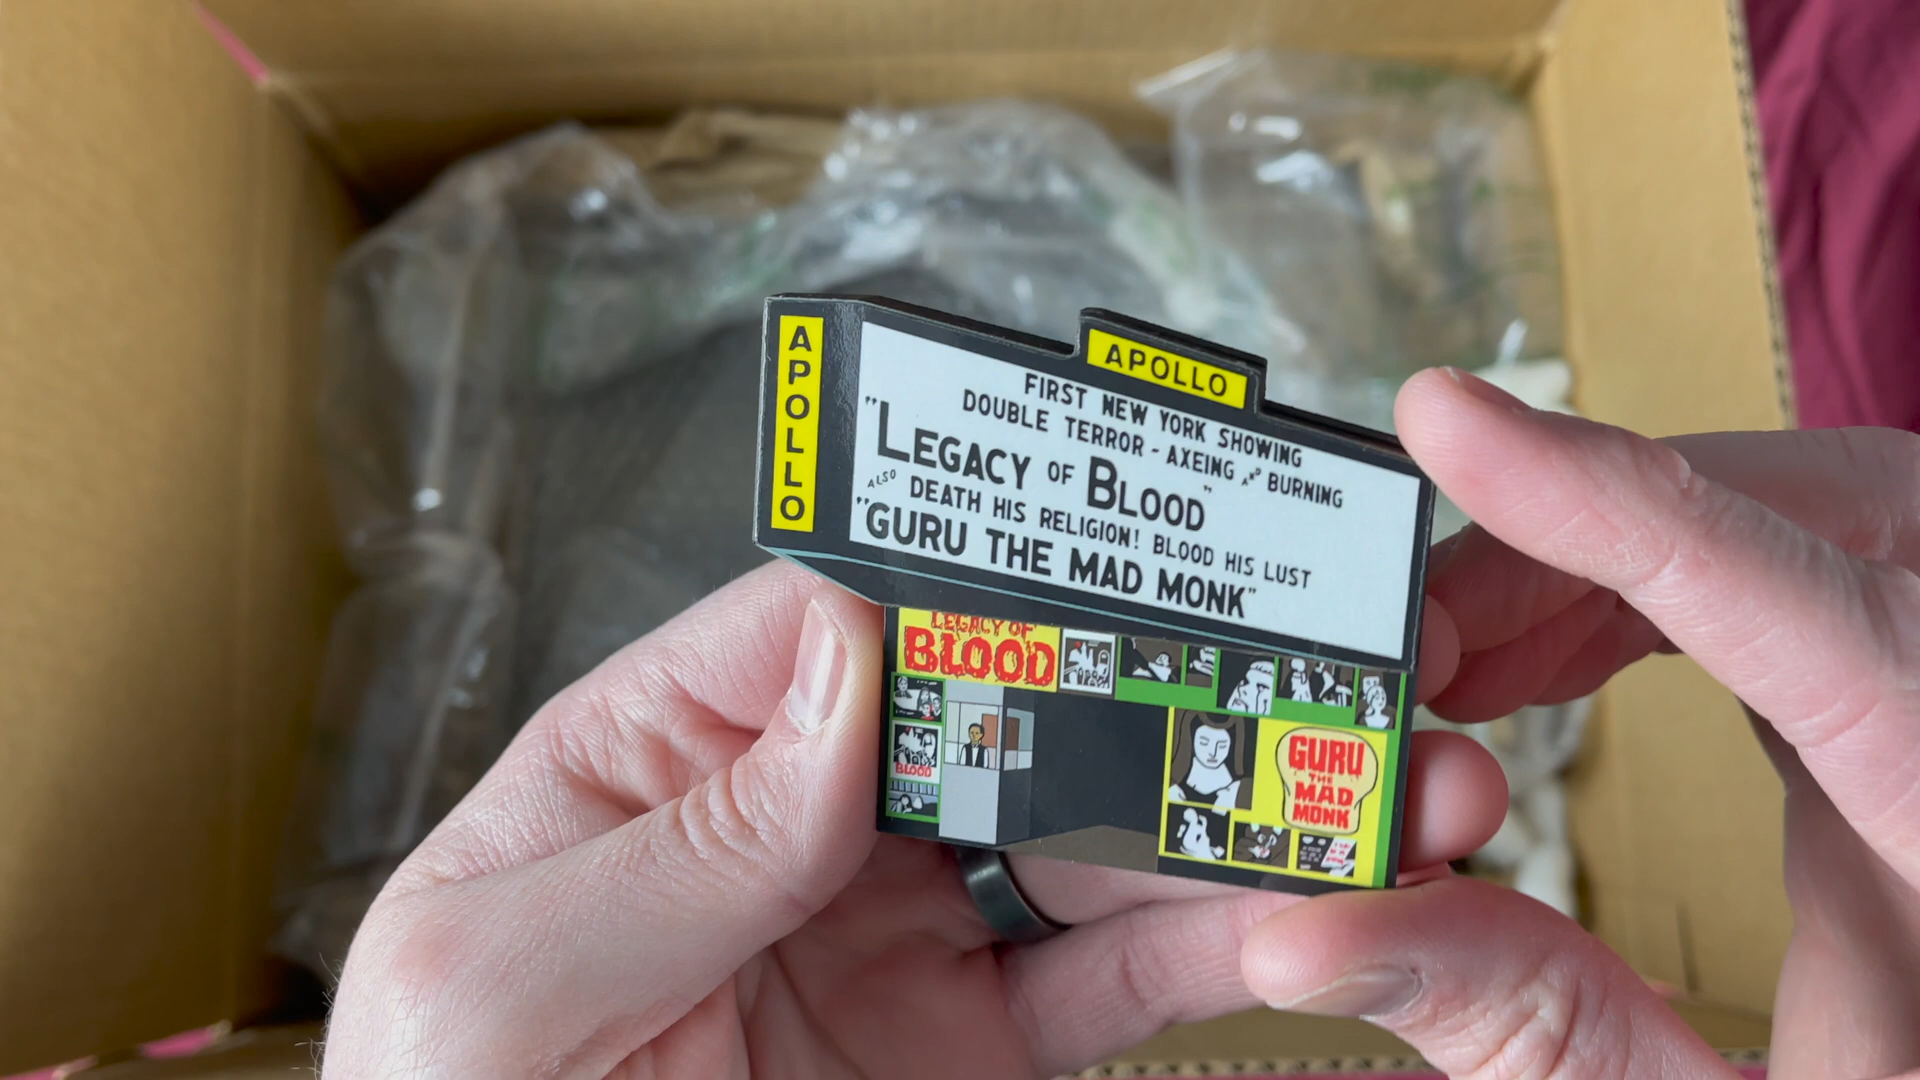 APOLLO
APOLLO
FIRST NEW YORK SHOWING
DOUBLE TERROR - AXEING AND BURNING
"LEGACY OF BLOOD"
ALSO DEATH HIS RELIGION! BLOOD HIS LUST
"GURU THE MAD MONK"
LEGACY OF
BLOOD
BLOOD
GURU
THE
MAD
MONK